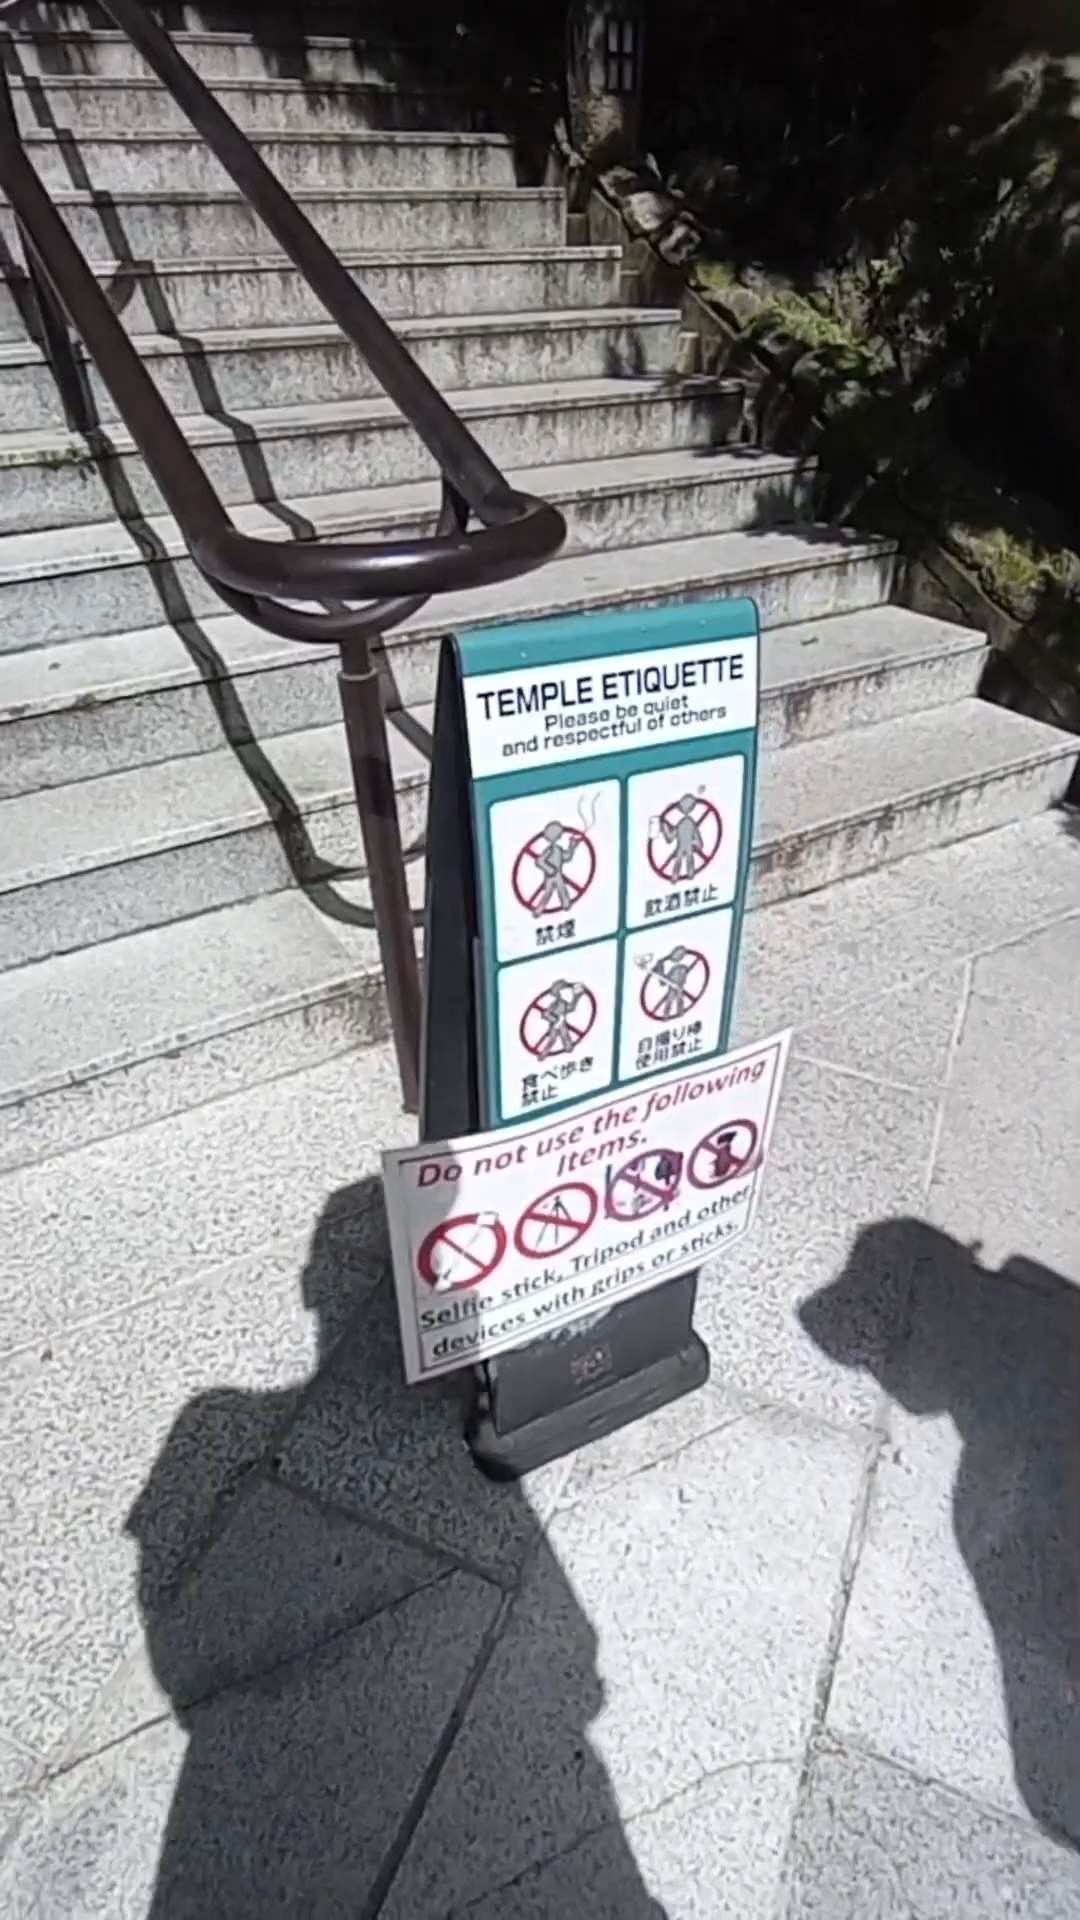 TEMPLE ETIQUETTE
Please be quiet
and respectful of others
禁煙
飲酒禁止
食べ歩き
禁止
自撮り棒
使用禁止
Do not use the following
Items.
Selfie stick, Tripod and other
devices with grips or sticks.